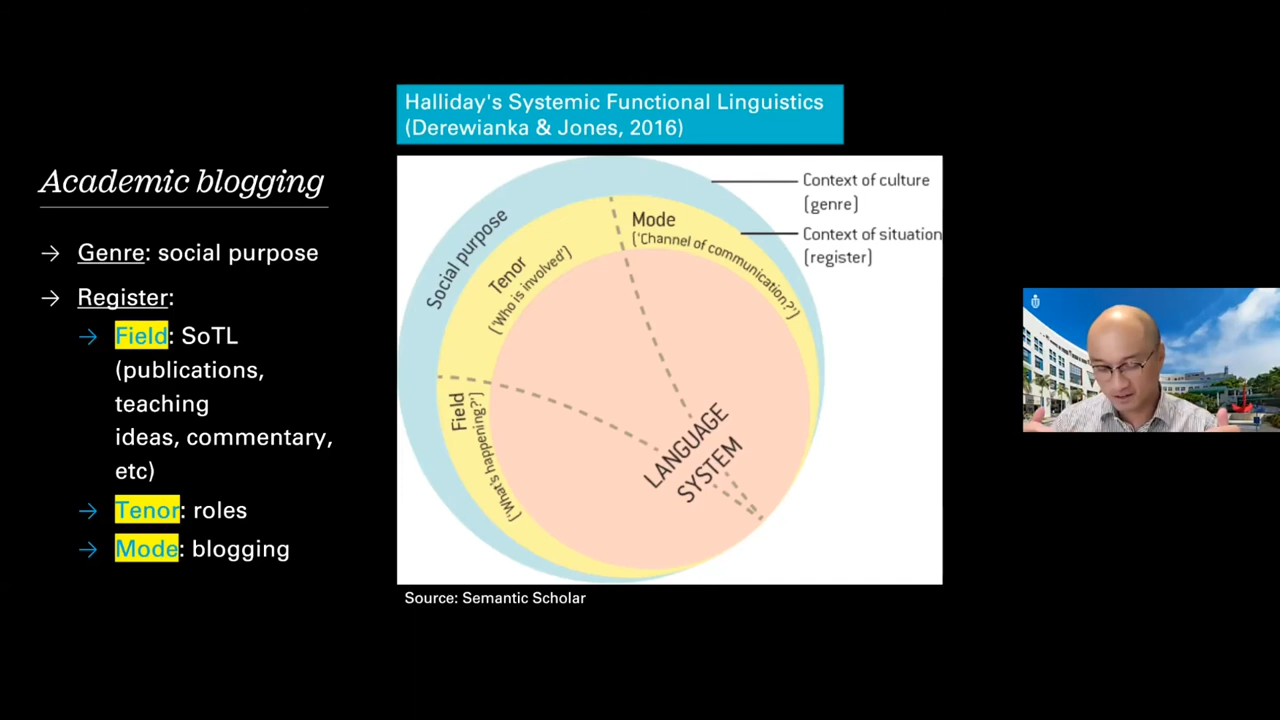 Halliday's Systemic Functional Linguistics
(Derewianka & Jones, 2016)
Academic blogging
→ Genre: social purpose
→ Register:
→ Field: SoTL
(publications,
teaching
ideas, commentary,
etc)
→ Tenor: roles
→ Mode: blogging
Context of culture
(genre)
Context of situation
(register)
Social purpose
Tenor
('Who is involved')
Mode
('Channel of communication?')
Field
('What's happening?')
LANGUAGE
SYSTEM
Source: Semantic Scholar